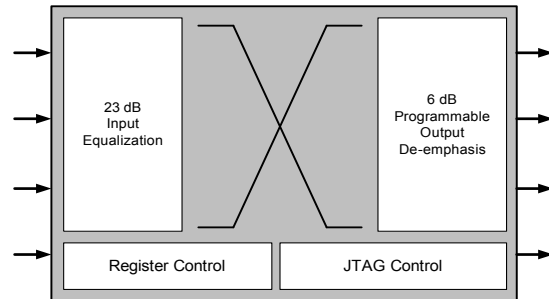 23 dB
Input
Equalization
6 dB
Programmable
Output
De-emphasis
Register Control
JTAG Control